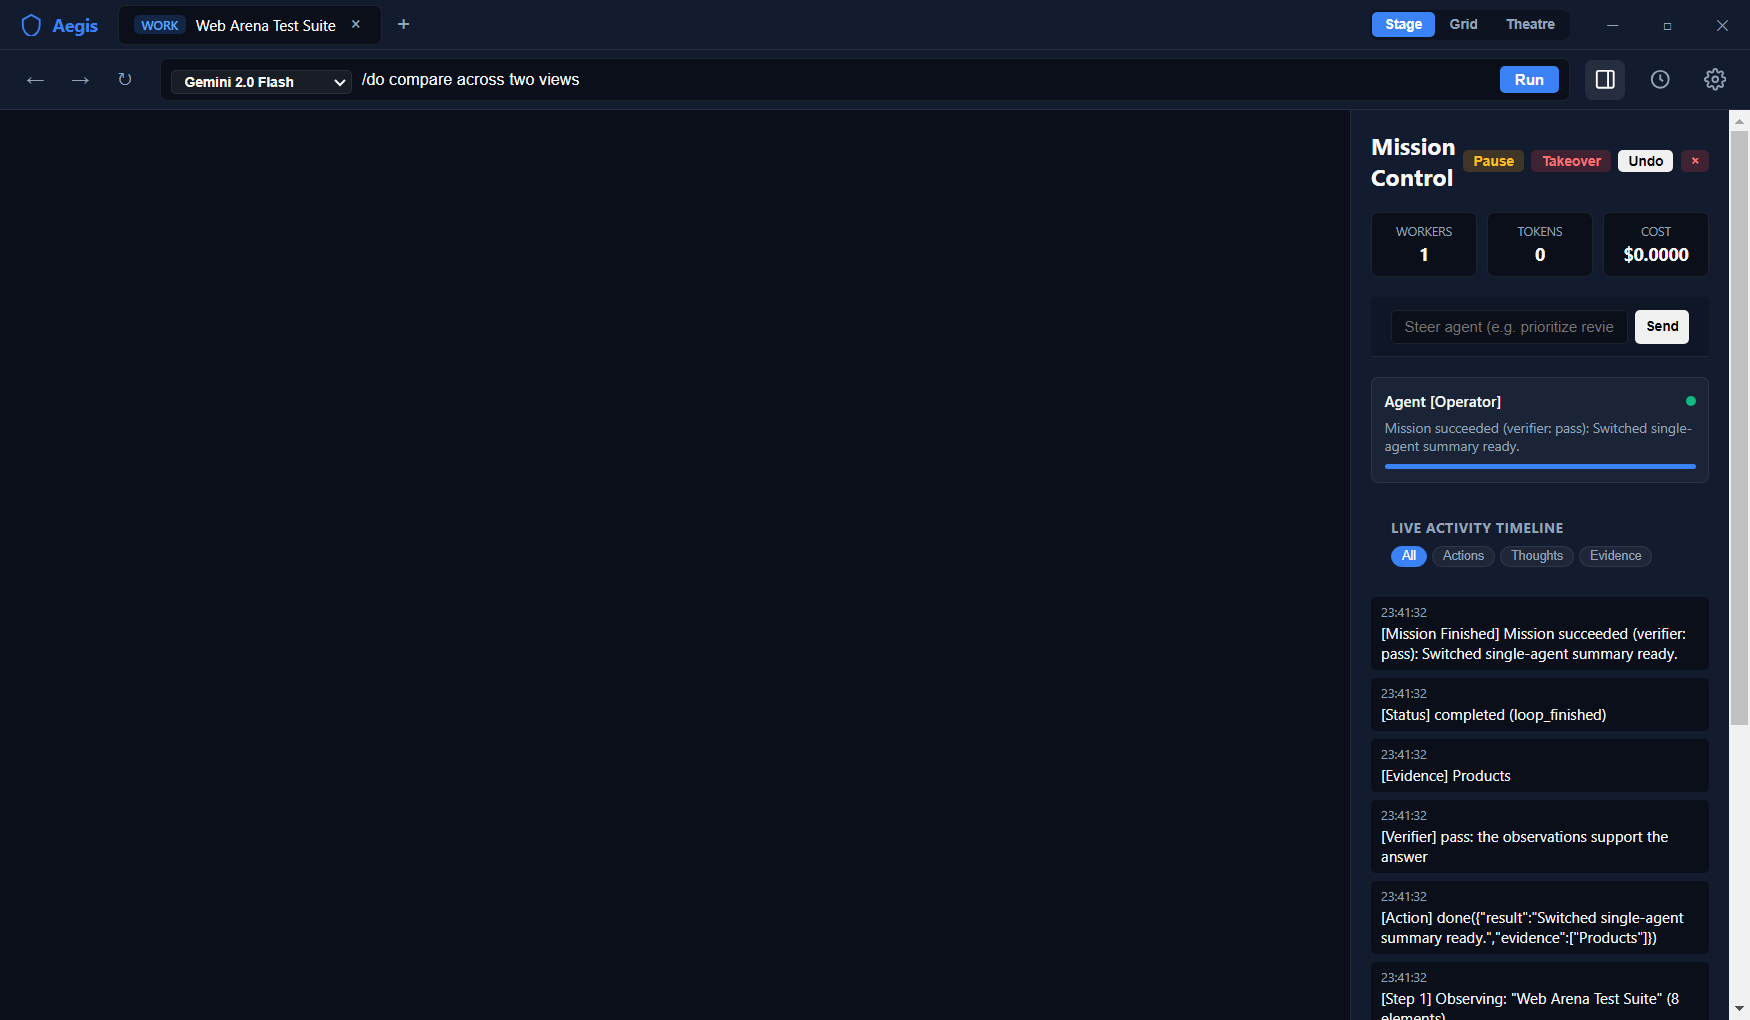 Aegis
WORK Web Arena Test Suite × +
Stage Grid Theatre
Gemini 2.0 Flash /do compare across two views Run
Mission
Control
Pause Takeover Undo ×
WORKERS TOKENS COST
1 0 $0.0000
Steer agent (e.g. prioritize revie Send
Agent [Operator]
Mission succeeded (verifier: pass): Switched single-
agent summary ready.
LIVE ACTIVITY TIMELINE
All Actions Thoughts Evidence
23:41:32
[Mission Finished] Mission succeeded (verifier:
pass): Switched single-agent summary ready.
23:41:32
[Status] completed (loop_finished)
23:41:32
[Evidence] Products
23:41:32
[Verifier] pass: the observations support the
answer
23:41:32
[Action] done({"result":"Switched single-agent
summary ready.","evidence":["Products"]})
23:41:32
[Step 1] Observing: "Web Arena Test Suite" (8
elements)